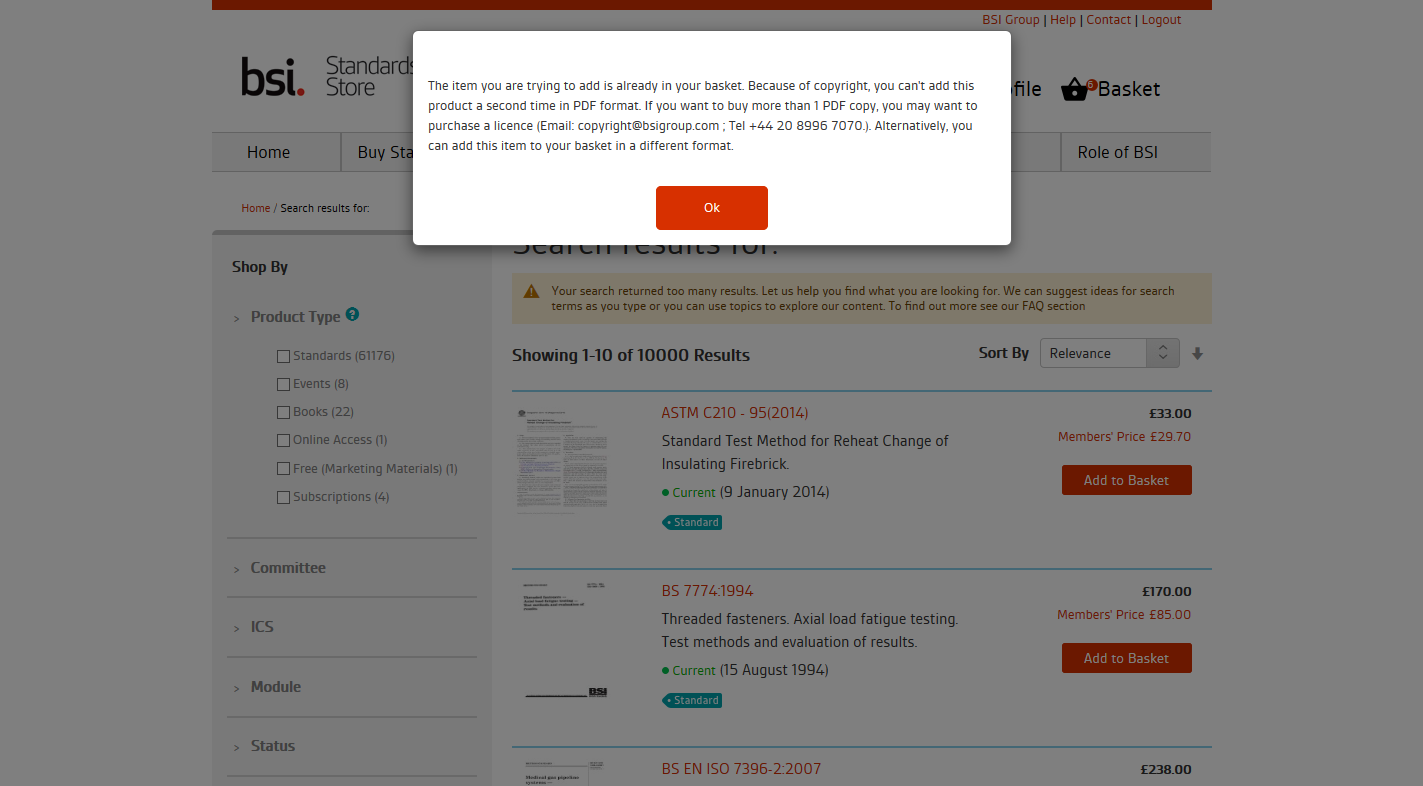 BSI Group | Help | Contact | Logout
bsi.
Standards
Store
ofile
6
Basket
The item you are trying to add is already in your basket. Because of copyright, you can't add this
product a second time in PDF format. If you want to buy more than 1 PDF copy, you may want to
purchase a licence (Email: copyright@bsigroup.com ; Tel +44 20 8996 7070.). Alternatively, you
can add this item to your basket in a different format.
Ok
Home
Buy Sta
Role of BSI
Home / Search results for:
Search results for:
Shop By
Your search returned too many results. Let us help you find what you are looking for. We can suggest ideas for search
terms as you type or you can use topics to explore our content. To find out more see our FAQ section
> Product Type ?
Standards (61176)
Events (8)
Books (22)
Online Access (1)
Free (Marketing Materials) (1)
Subscriptions (4)
> Committee
> ICS
> Module
> Status
Showing 1-10 of 10000 Results
Sort By
Relevance
ASTM C210 - 95(2014)
£33.00
Members' Price £29.70
Standard Test Method for Reheat Change of
Insulating Firebrick.
Add to Basket
Current (9 January 2014)
Standard
BS 7774:1994
£170.00
Members' Price £85.00
Threaded fasteners. Axial load fatigue testing.
Test methods and evaluation of results.
Add to Basket
Current (15 August 1994)
Standard
BSI
BS EN ISO 7396-2:2007
£238.00
Medical gas pipeline
systems —